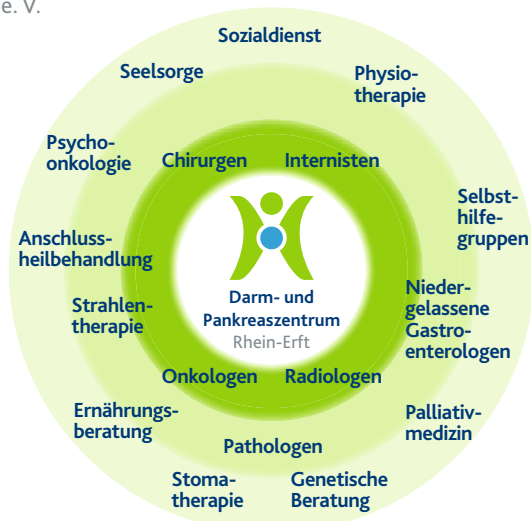 e. V.
Sozialdienst
Seelsorge
Physio-
therapie
Psycho-
onkologie
Chirurgen
Internisten
Selbst-
hilfe-
gruppen
Anschluss-
heilbehandlung
Darm- und
Pankreaszentrum
Rhein-Erft
Strahlen-
therapie
Nieder-
gelassene
Gastro-
enterologen
Onkologen
Radiologen
Ernährungs-
beratung
Palliativ-
medizin
Pathologen
Stoma-
therapie
Genetische
Beratung